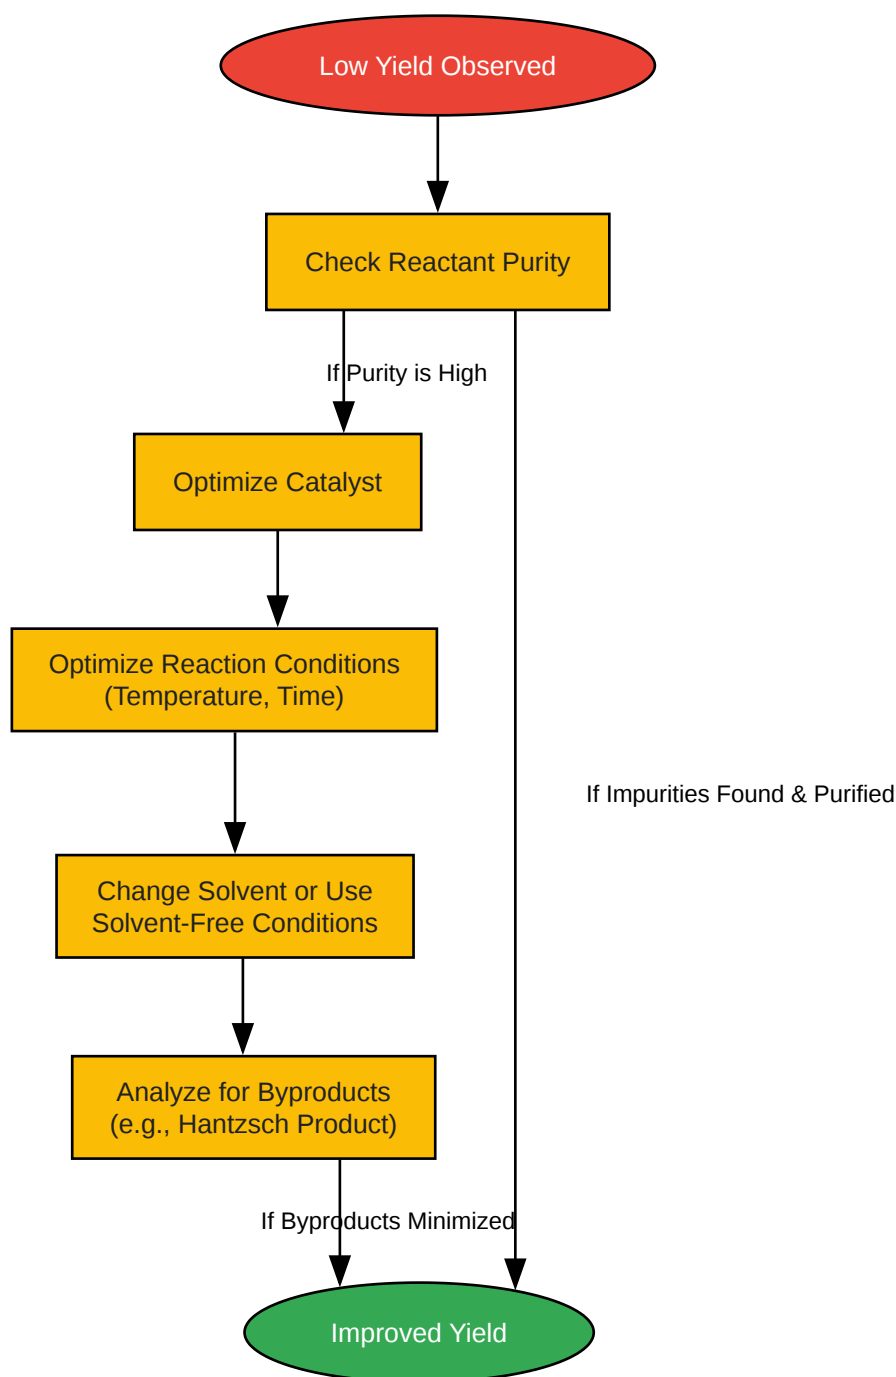 Low Yield Observed
Check Reactant Purity
If Purity is High
Optimize Catalyst
Optimize Reaction Conditions
(Temperature, Time)
If Impurities Found & Purified
Change Solvent or Use
Solvent-Free Conditions
Analyze for Byproducts
(e.g., Hantzsch Product)
If Byproducts Minimized
Improved Yield